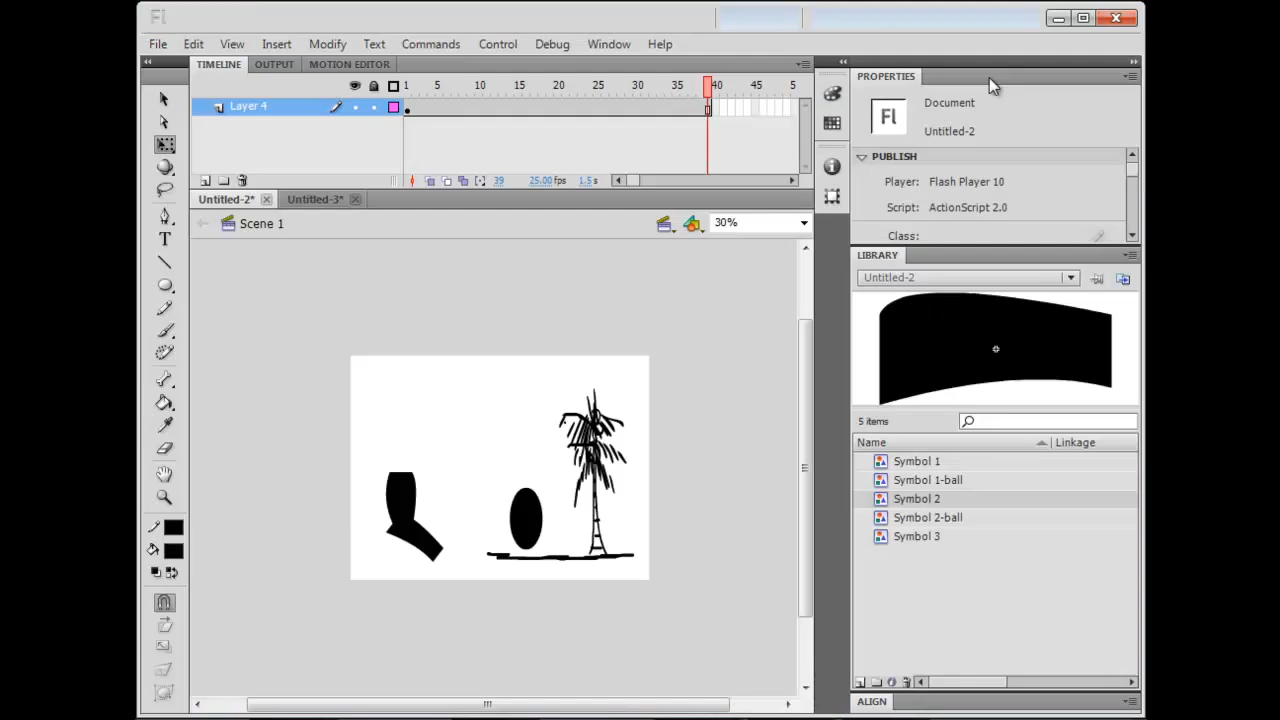 Fl
File Edit View Insert Modify Text Commands Control Debug Window Help
TIMELINE OUTPUT MOTION EDITOR
1 5 10 15 20 25 30 35 40 45 5
Layer 4
39 25.00 fps 1.5 s
Untitled-2* Untitled-3*
Scene 1
30%
PROPERTIES
Fl
Document
Untitled-2
PUBLISH
Player: Flash Player 10
Script: ActionScript 2.0
Class:
LIBRARY
Untitled-2
5 items
Name Linkage
Symbol 1
Symbol 1-ball
Symbol 2
Symbol 2-ball
Symbol 3
ALIGN